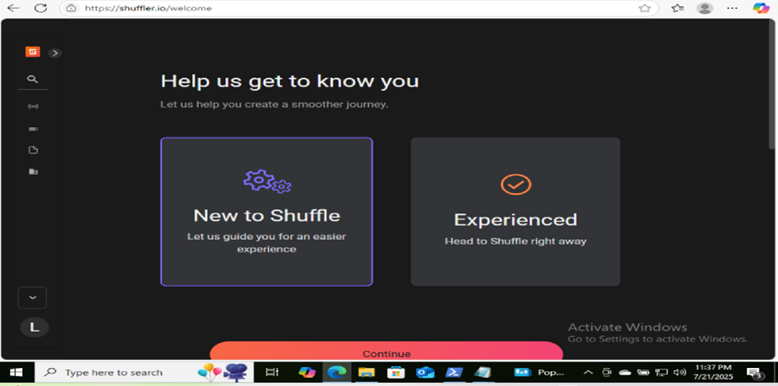 https://shuffler.io/welcome
Help us get to know you
Let us help you create a smoother journey.
New to Shuffle
Let us guide you for an easier
experience
Experienced
Head to Shuffle right away
L
Continue
Activate Windows
Go to Settings to activate Windows.
Type here to search
Pop...
11:37 PM
7/21/2025